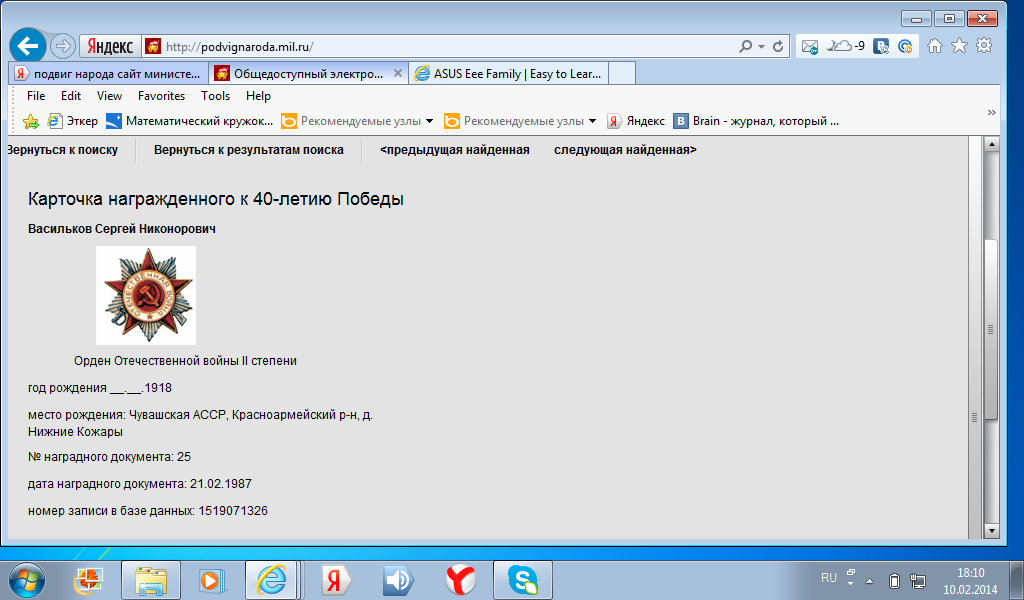 Яндекс
http://podvignaroda.mil.ru/
-9
Я подвиг народа сайт министе...
Общедоступный электро...
ASUS Eee Family | Easy to Lear...
File Edit View Favorites Tools Help
Эткер
Математический кружок...
Рекомендуемые узлы
Рекомендуемые узлы
Я Яндекс
B Brain - журнал, который ...
Вернуться к поиску
Вернуться к результатам поиска
<предыдущая найденная
следующая найденная>
Карточка награжденного к 40-летию Победы
Васильков Сергей Никонорович
ОТЕЧЕСТВЕННАЯ ВОЙНА
Орден Отечественной войны II степени
год рождения __.__.1918
место рождения: Чувашская АССР, Красноармейский р-н, д.
Нижние Кожары
№ наградного документа: 25
дата наградного документа: 21.02.1987
номер записи в базе данных: 1519071326
Я
RU
18:10
10.02.2014